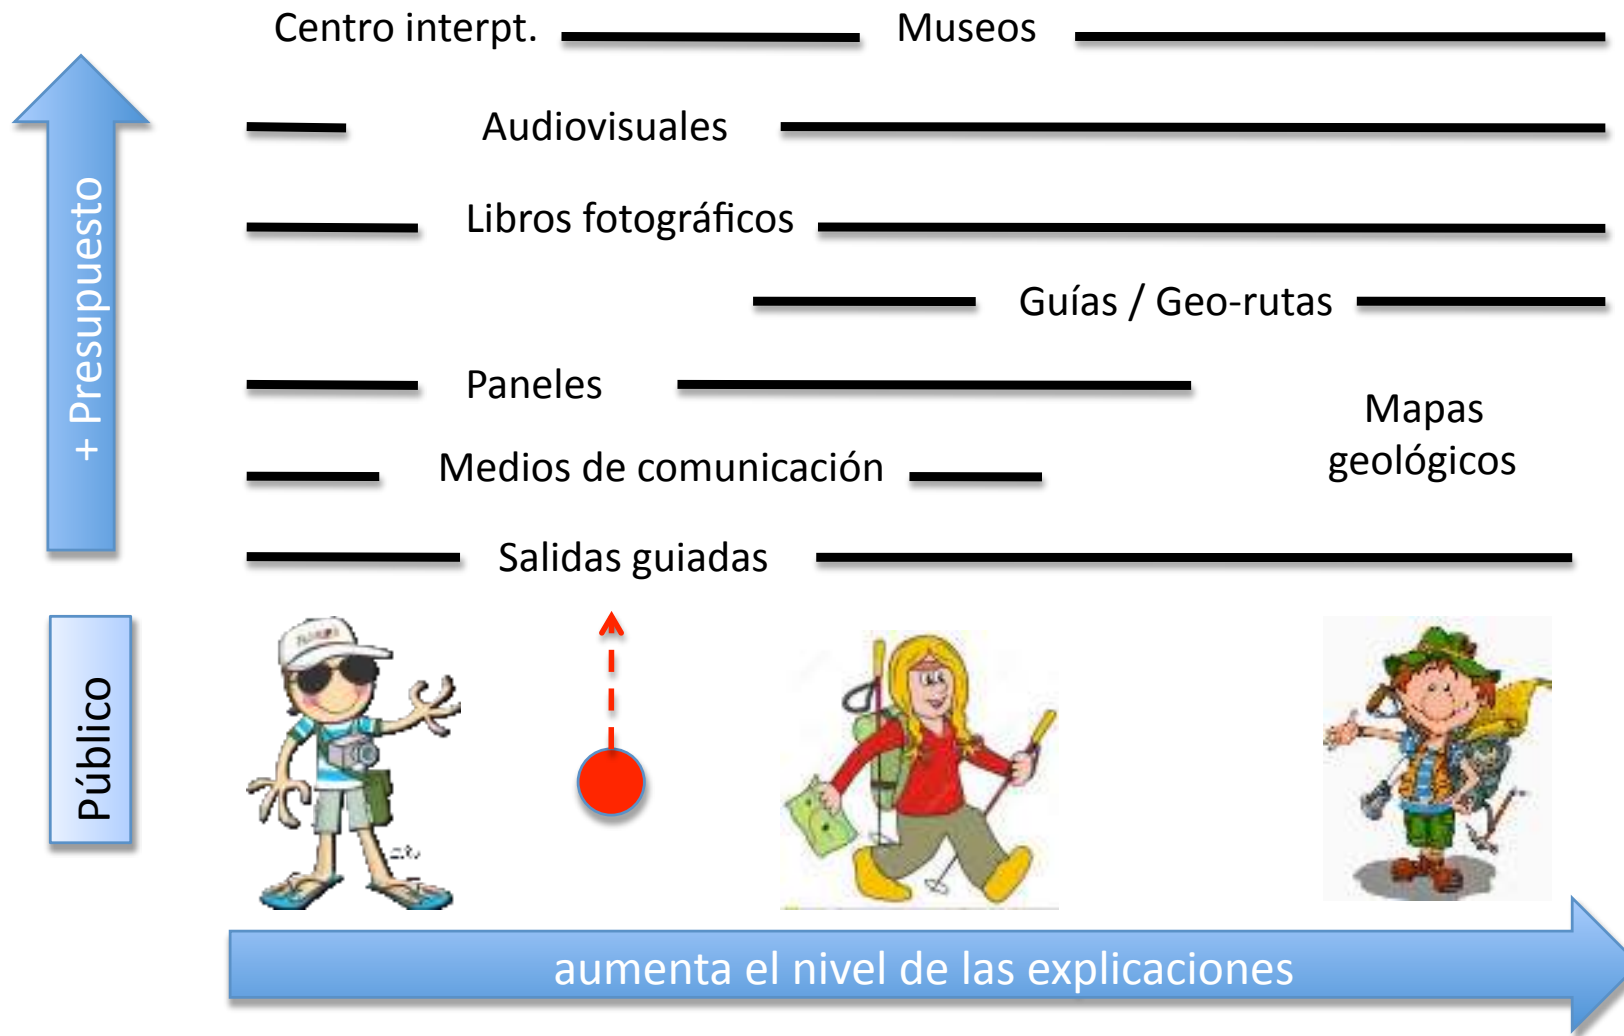 Centro interpt.
Museos
Audiovisuales
Libros fotográficos
Guías / Geo-rutas
Paneles
Mapas
geológicos
Medios de comunicación
Salidas guiadas
+ Presupuesto
Público
aumenta el nivel de las explicaciones